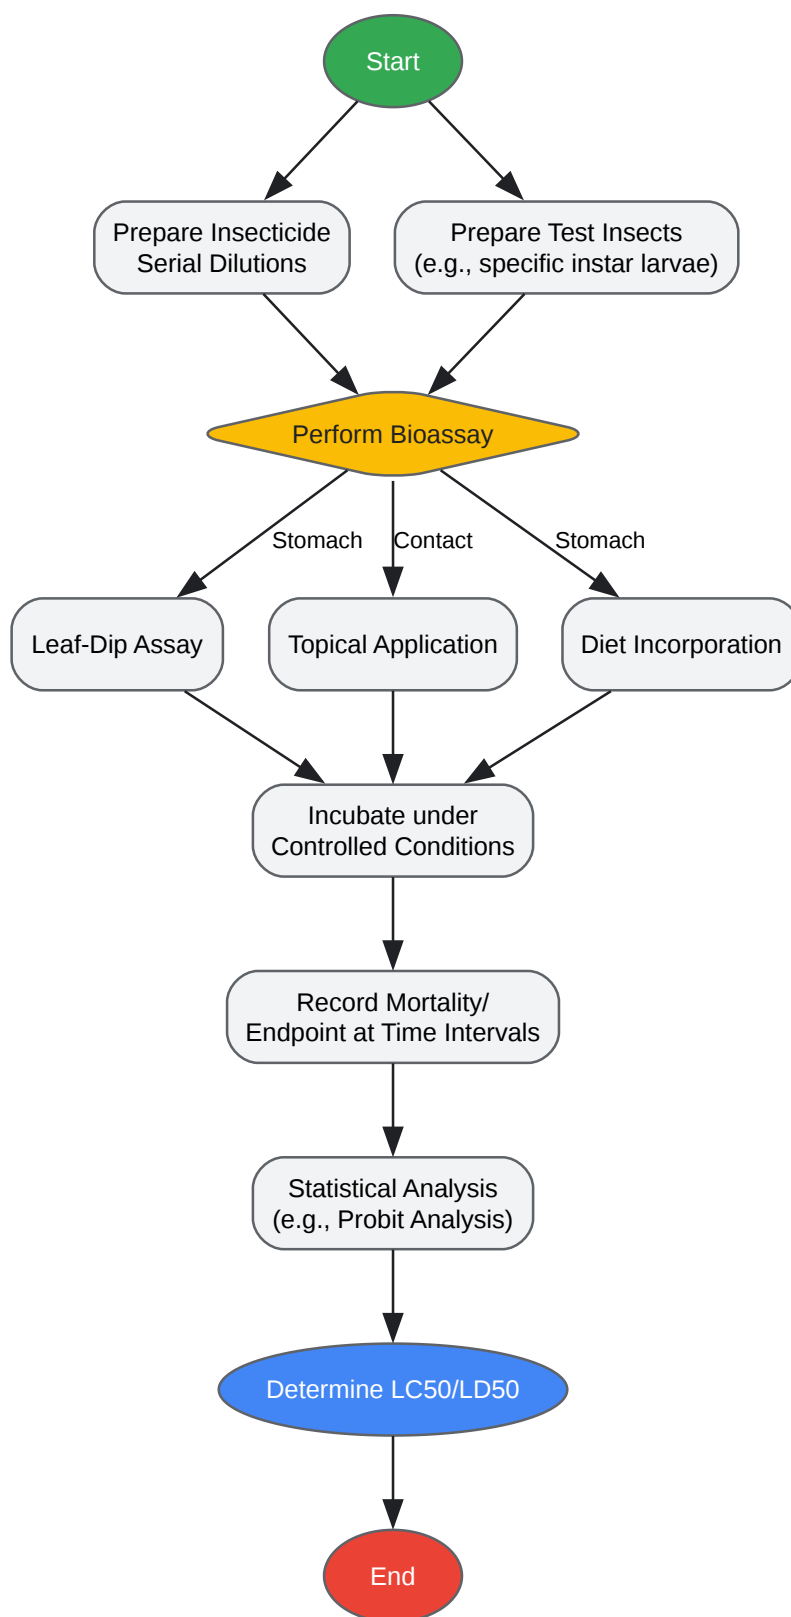 Start
Prepare Insecticide
Serial Dilutions
Prepare Test Insects
(e.g., specific instar larvae)
Perform Bioassay
Stomach
Contact
Stomach
Leaf-Dip Assay
Topical Application
Diet Incorporation
Incubate under
Controlled Conditions
Record Mortality/
Endpoint at Time Intervals
Statistical Analysis
(e.g., Probit Analysis)
Determine LC50/LD50
End